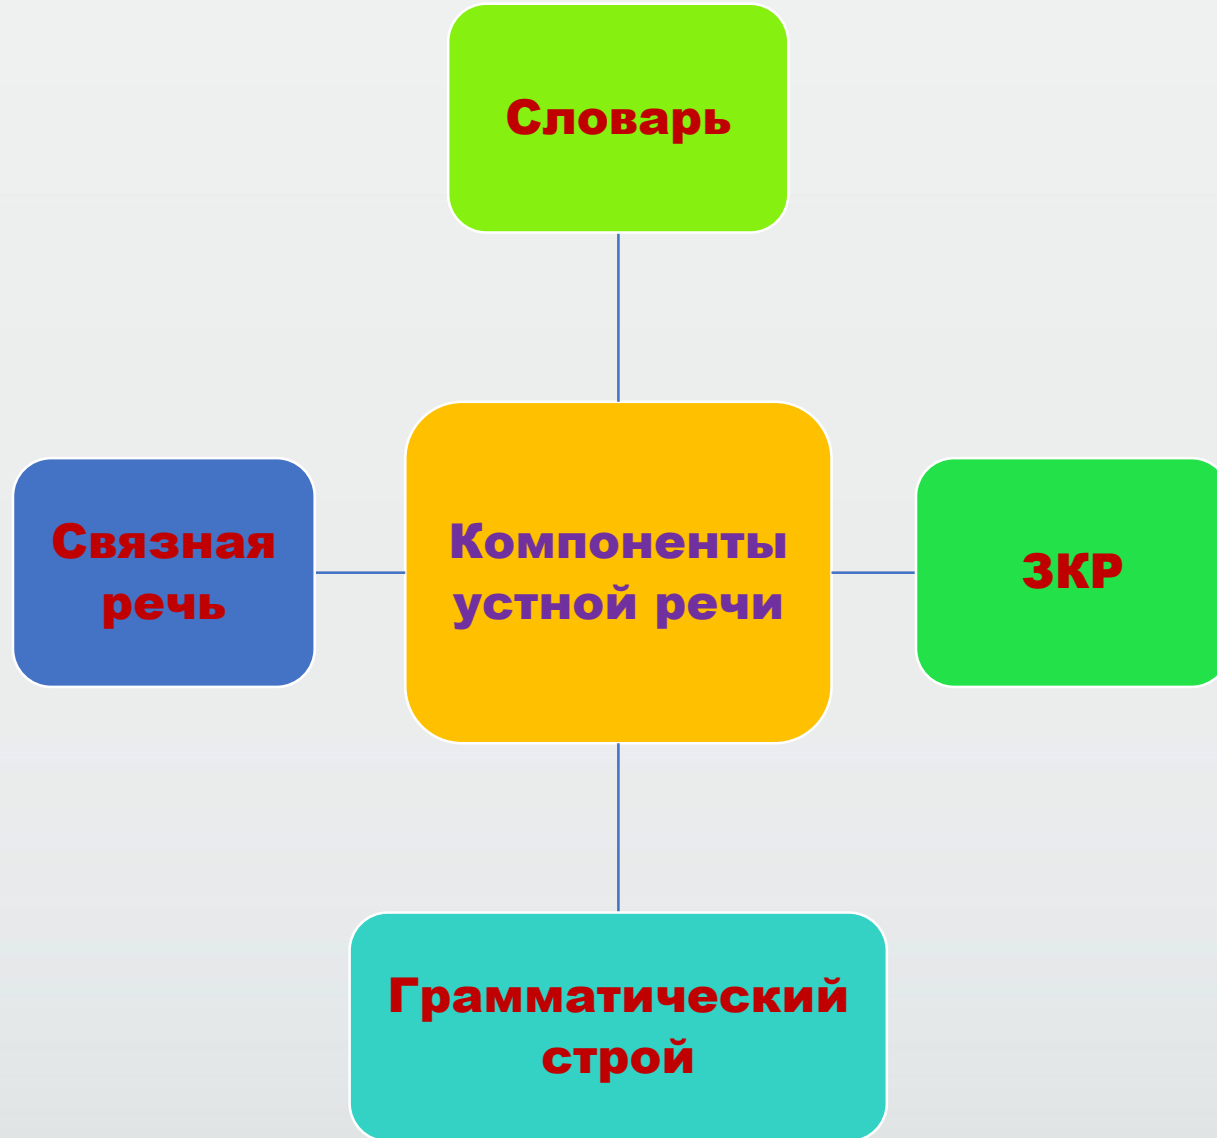 Словарь
Связная
речь
Компоненты
устной речи
ЗКР
Грамматический
строй